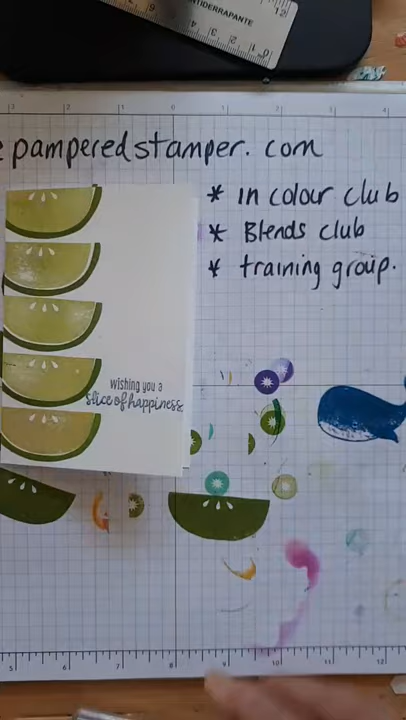 ANTIDERRAPANTE
pamperedstamper. com
* In colour club
* Blends club
* training group.
wishing you a
slice of happiness